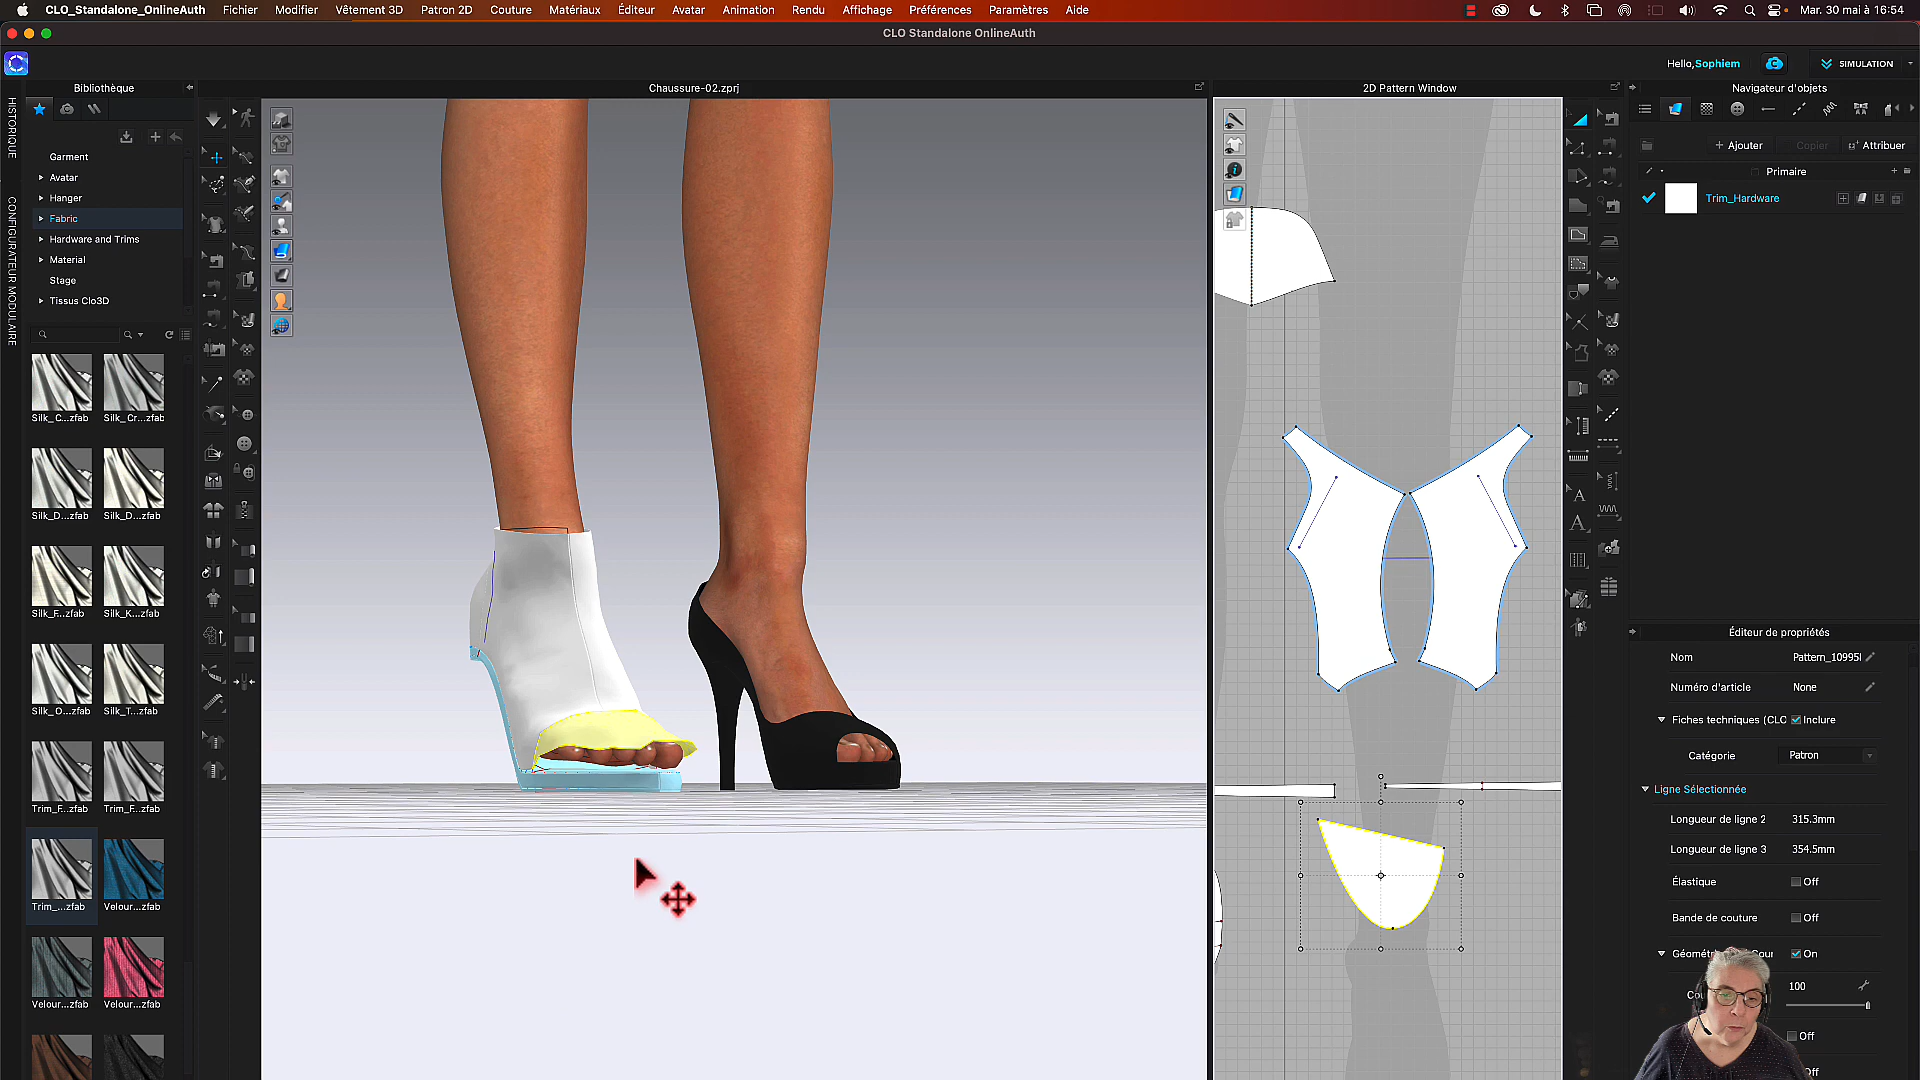 CLO_Standalone_OnlineAuth Fichier Modifier Vêtement 3D Patron 2D Couture Matériaux Éditeur Avatar Animation Rendu Affichage Préférences Paramètres Aide Mar. 30 mai à 16:54
CLO Standalone OnlineAuth
Hello,Sophiem
SIMULATION
HISTORIQUE
CONFIGURATEUR MODULAIRE
Bibliothèque
Garment
Avatar
Hanger
Fabric
Hardware and Trims
Material
Stage
Tissus Clo3D
Silk_C...zfab Silk_Cr...zfab
Silk_D...zfab Silk_D...zfab
Silk_F...zfab Silk_K...zfab
Silk_O...zfab Silk_T...zfab
Trim_F...zfab Trim_F...zfab
Trim_...zfab Velour...zfab
Velour...zfab Velour...zfab
Chaussure-02.zprj
2D Pattern Window
Navigateur d'objets
+ Ajouter Copier Attribuer
Primaire
Trim_Hardware
Éditeur de propriétés
Nom Pattern_10995
Numéro d'article None
Fiches techniques (CLO Inclure
Catégorie Patron
Ligne Sélectionnée
Longueur de ligne 2 315.3mm
Longueur de ligne 3 354.5mm
Élastique Off
Bande de couture Off
On
100
Off
Off